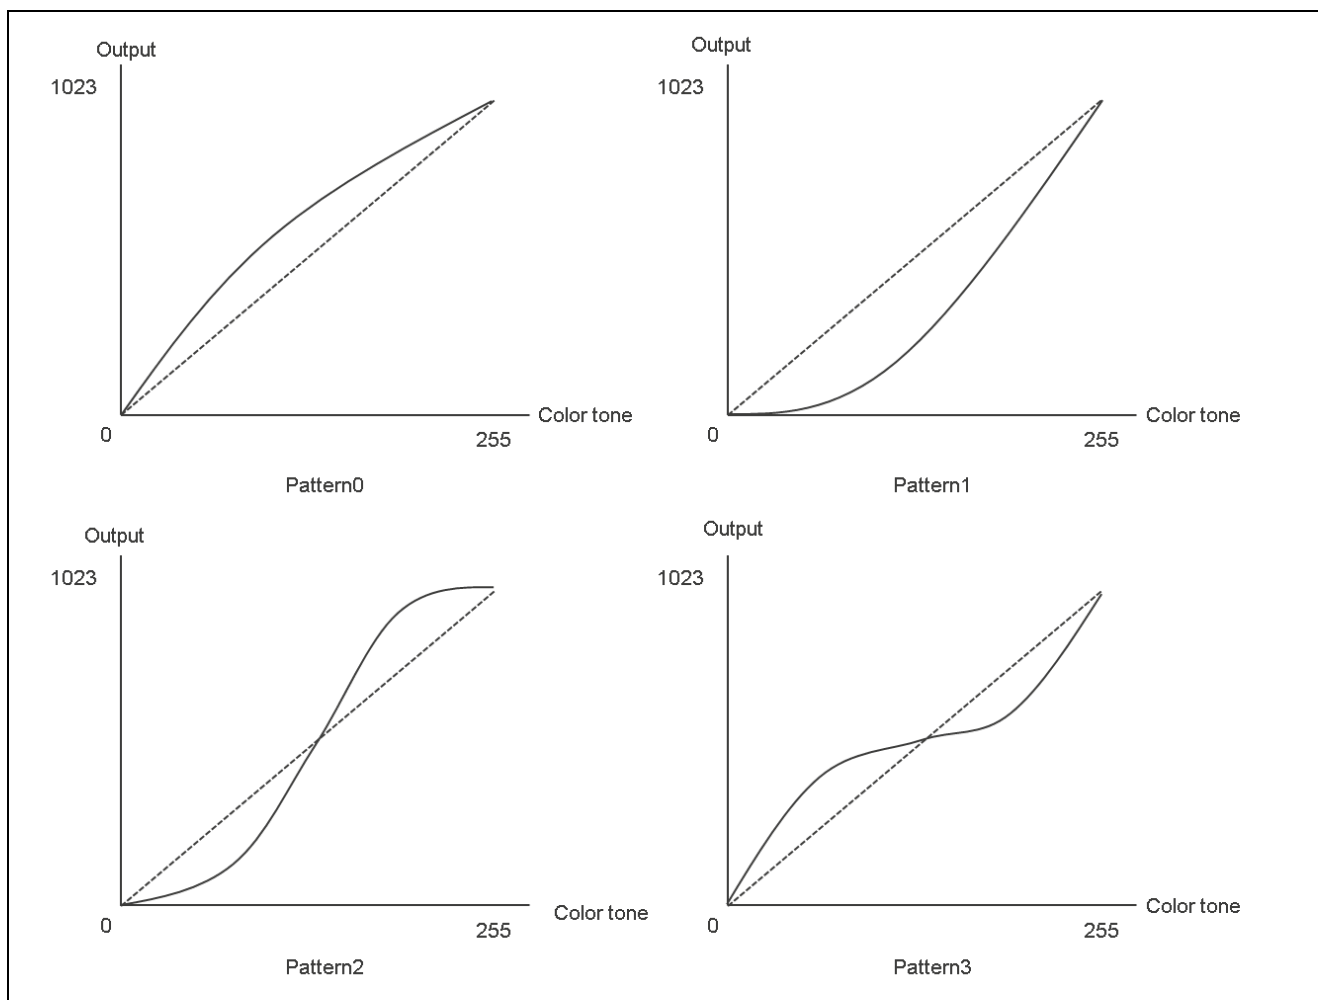 Output
1023
0
255
Color tone
Pattern0
Output
1023
0
255
Color tone
Pattern1
Output
1023
0
255
Color tone
Pattern2
Output
1023
0
255
Color tone
Pattern3